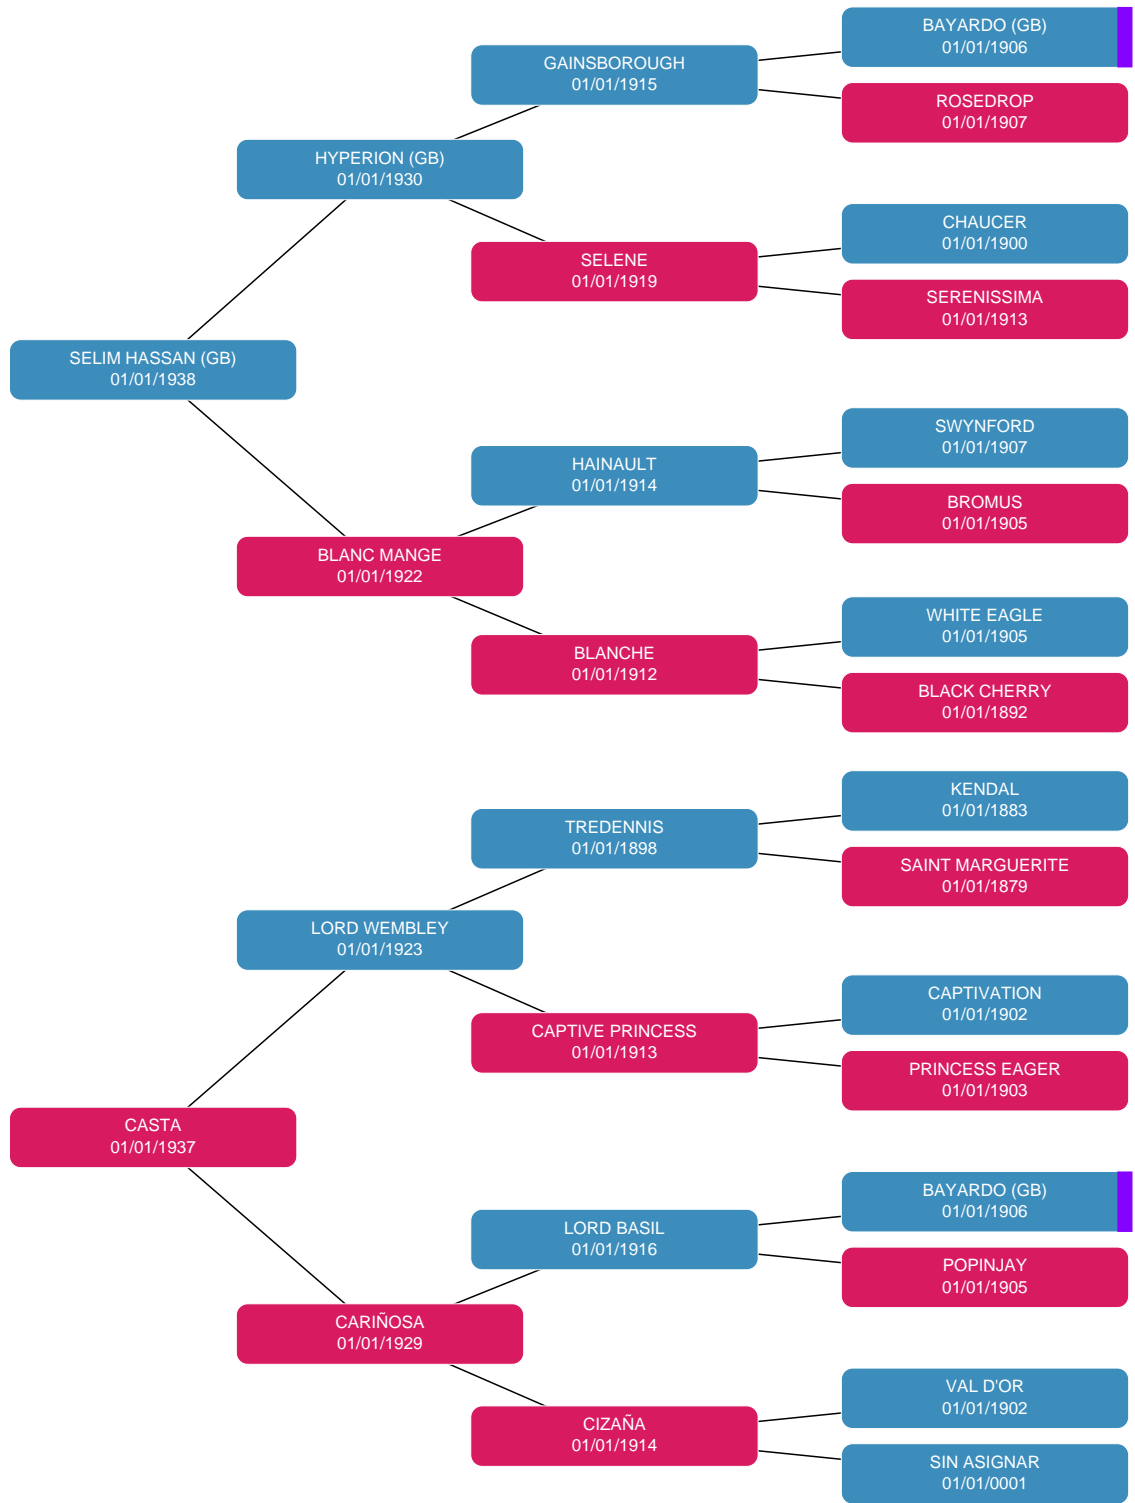 BAYARDO (GB)
01/01/1906
GAINSBOROUGH
01/01/1915
ROSEDROP
01/01/1907
HYPERION (GB)
01/01/1930
CHAUCER
01/01/1900
SELENE
01/01/1919
SERENISSIMA
01/01/1913
SELIM HASSAN (GB)
01/01/1938
SWYNFORD
01/01/1907
HAINAULT
01/01/1914
BROMUS
01/01/1905
BLANC MANGE
01/01/1922
WHITE EAGLE
01/01/1905
BLANCHE
01/01/1912
BLACK CHERRY
01/01/1892
KENDAL
01/01/1883
TREDENNIS
01/01/1898
SAINT MARGUERITE
01/01/1879
LORD WEMBLEY
01/01/1923
CAPTIVATION
01/01/1902
CAPTIVE PRINCESS
01/01/1913
PRINCESS EAGER
01/01/1903
CASTA
01/01/1937
BAYARDO (GB)
01/01/1906
LORD BASIL
01/01/1916
POPINJAY
01/01/1905
CARIÑOSA
01/01/1929
VAL D'OR
01/01/1902
CIZAÑA
01/01/1914
SIN ASIGNAR
01/01/0001